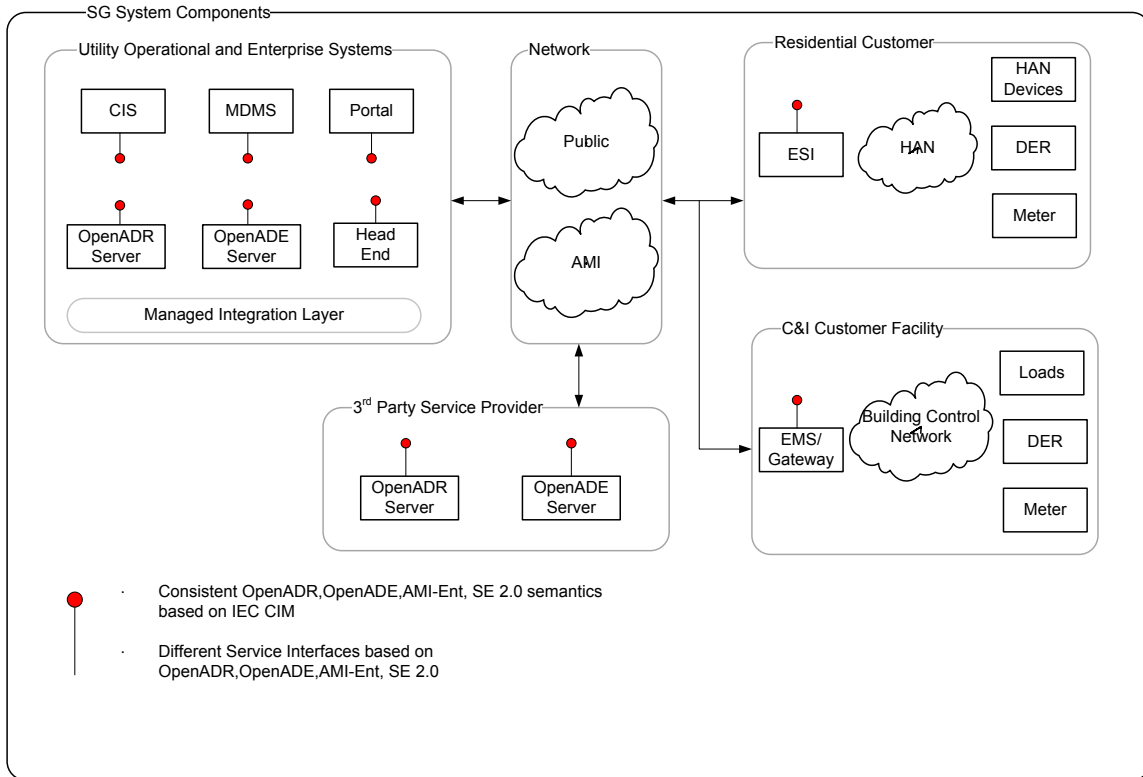 SG System Components
Utility Operational and Enterprise Systems
CIS
MDMS
Portal
OpenADR
Server
OpenADE
Server
Head
End
Managed Integration Layer
Network
Public
AMI
Residential Customer
ESI
HAN
HAN
Devices
DER
Meter
3rd Party Service Provider
OpenADR
Server
OpenADE
Server
C&I Customer Facility
EMS/
Gateway
Building Control
Network
Loads
DER
Meter
· Consistent OpenADR,OpenADE,AMI-Ent, SE 2.0 semantics
based on IEC CIM
· Different Service Interfaces based on
OpenADR,OpenADE,AMI-Ent, SE 2.0